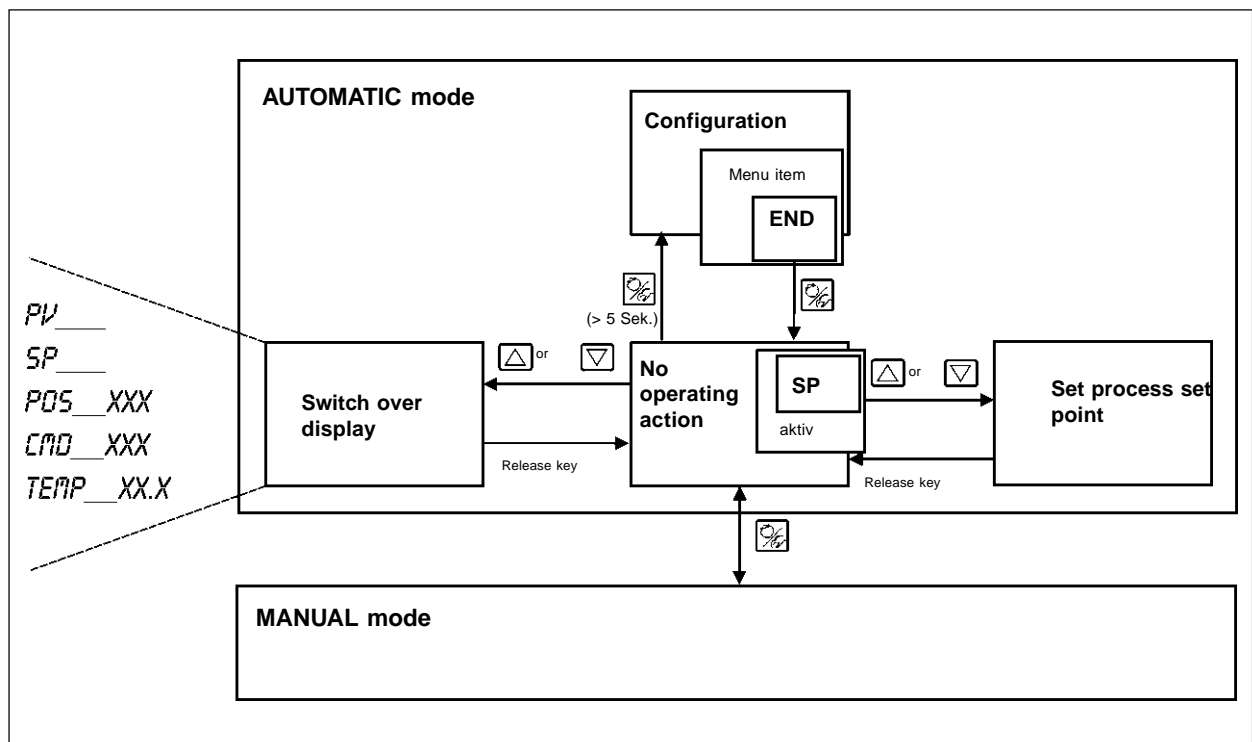 AUTOMATIC mode
Configuration
Menu item
END
(> 5 Sek.)
PV___
SP___
POS__XXX
CMD__XXX
TEMP__XX.X
Switch over
display
or
Release key
No
operating
action
SP
aktiv
or
Release key
Set process set
point
MANUAL mode